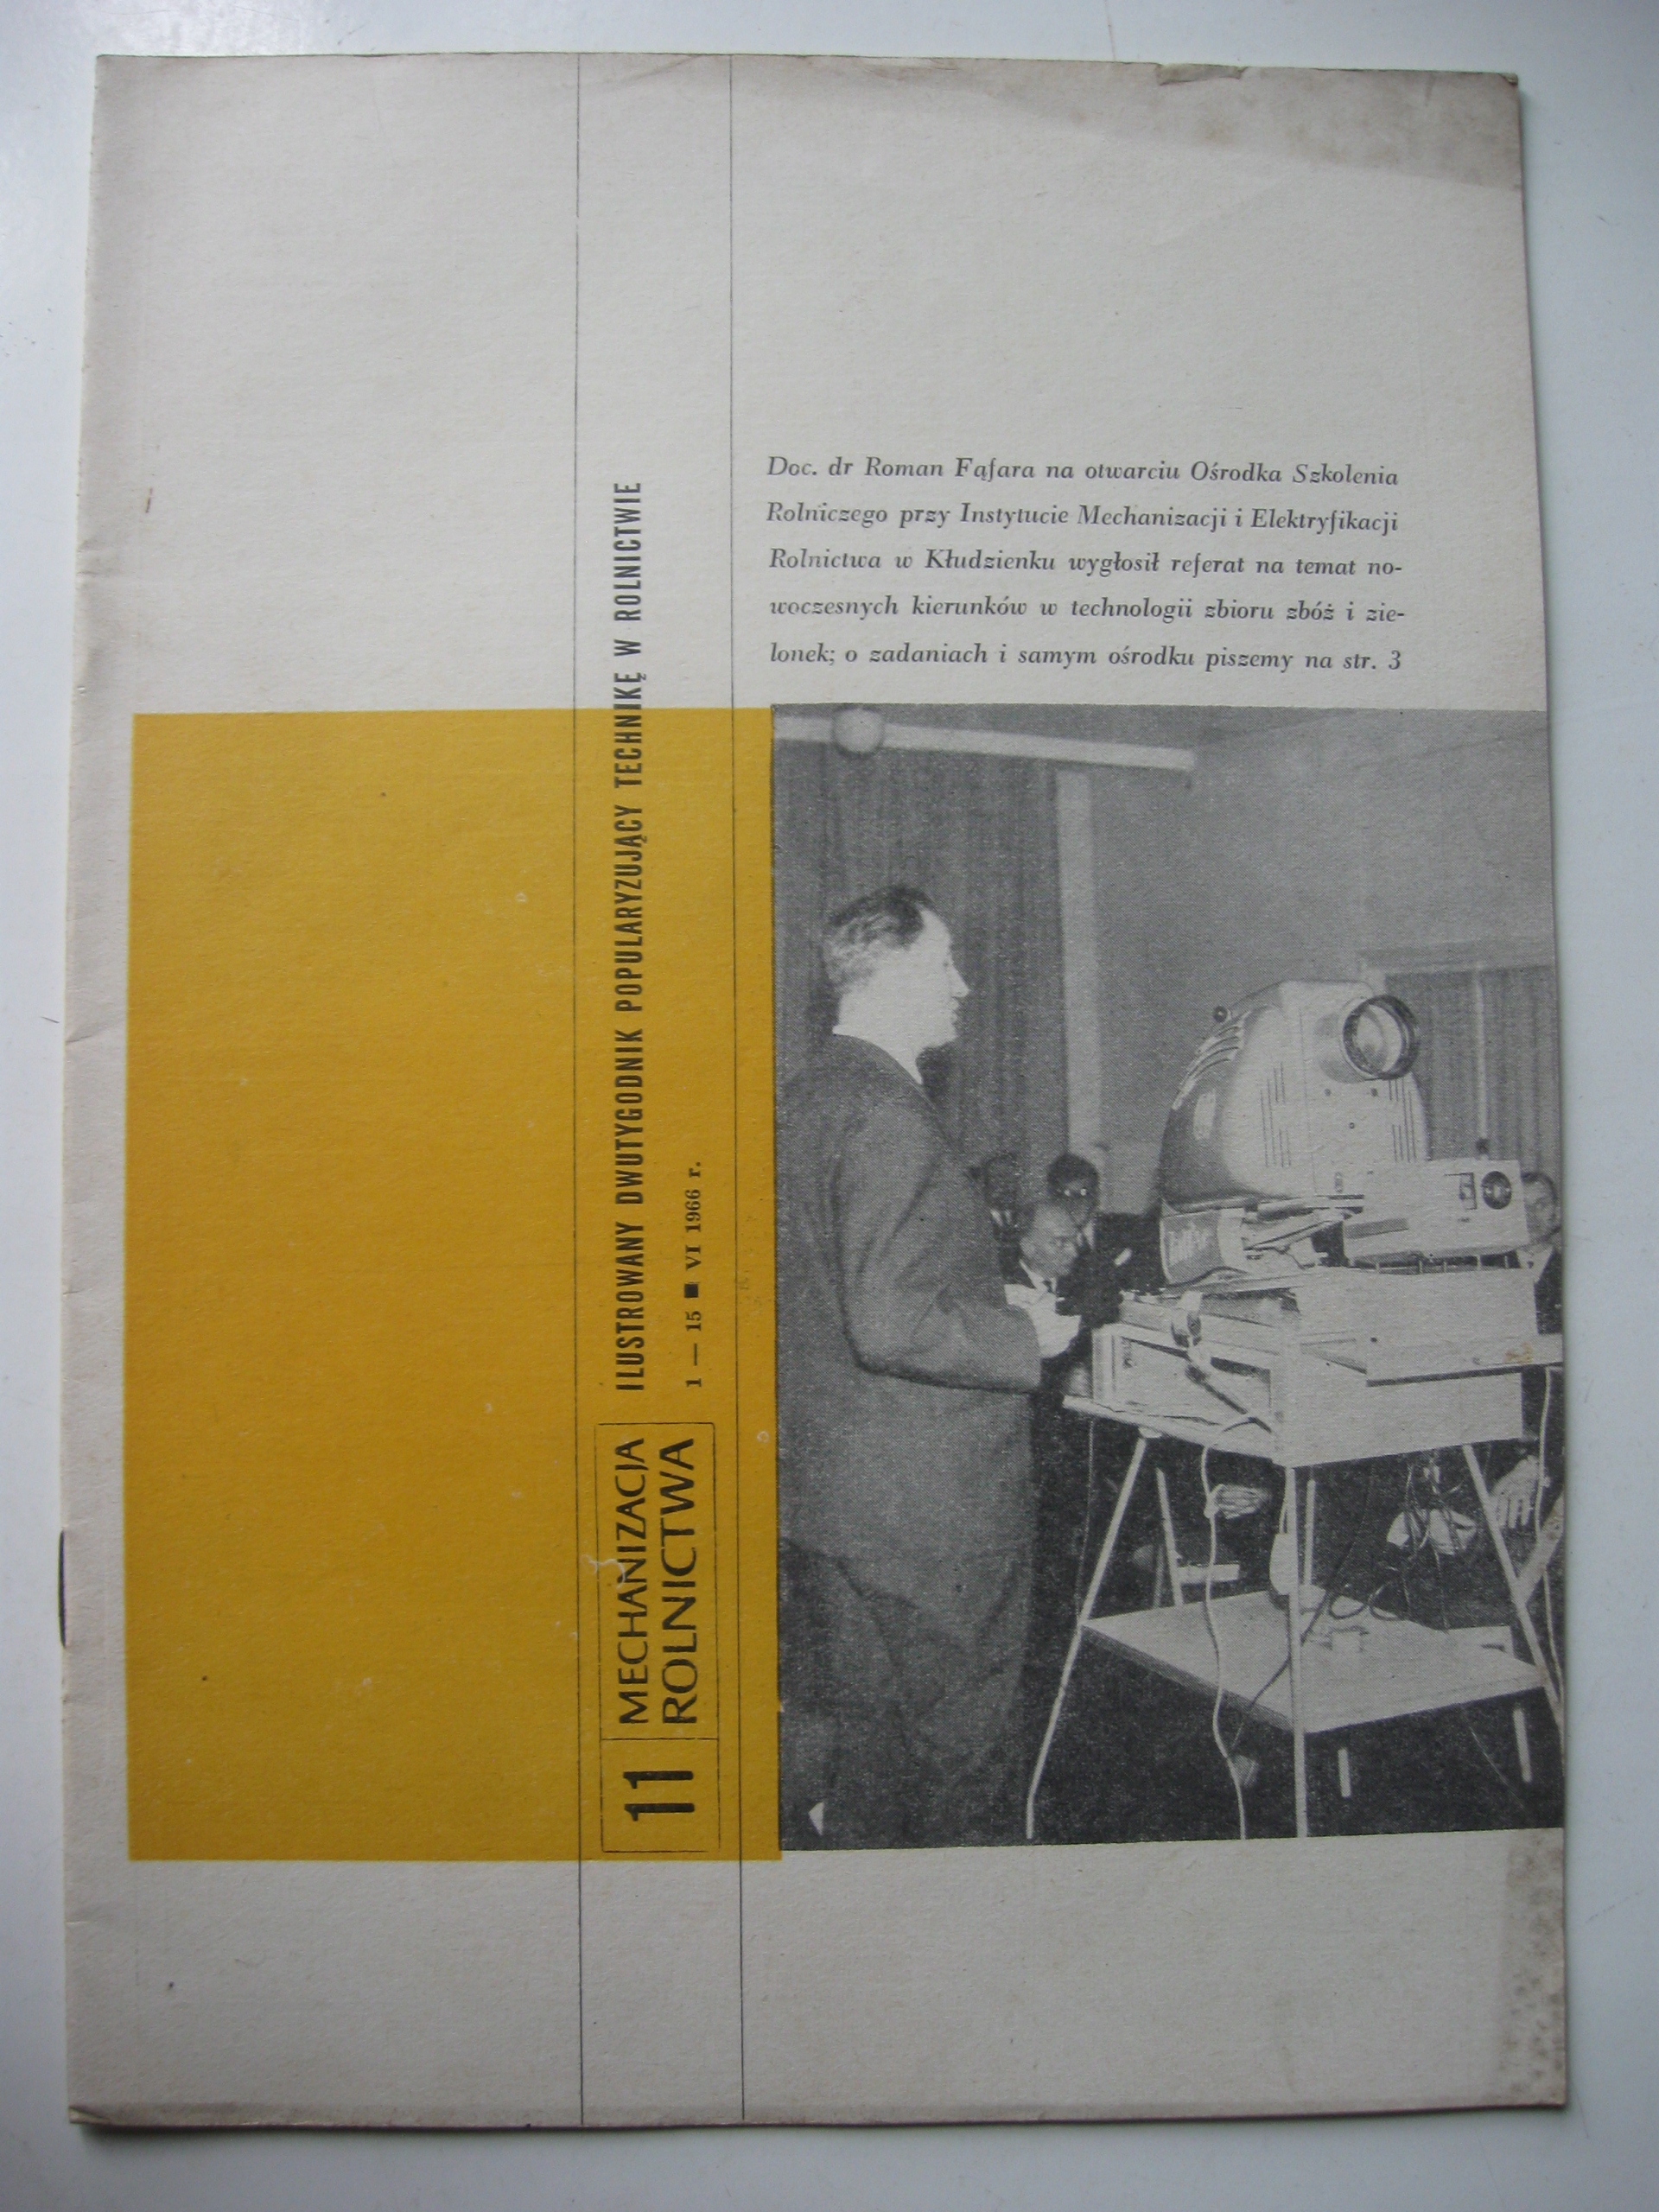 Doc. dr Roman Fąfara na otwarciu Ośrodka Szkolenia
Rolniczego przy Instytucie Mechanizacji i Elektryfikacji
Rolnictwa w Kłudzienku wygłosił referat na temat no-
woczesnych kierunków w technologii zbioru zbóż i zie-
lonek; o zadaniach i samym ośrodku piszemy na str. 3
11
MECHANIZACJA
ROLNICTWA
ILUSTROWANY DWUTYGODNIK POPULARYZUJĄCY TECHNIKĘ W ROLNICTWIE
1 — 15 ■ VI 1966 r.